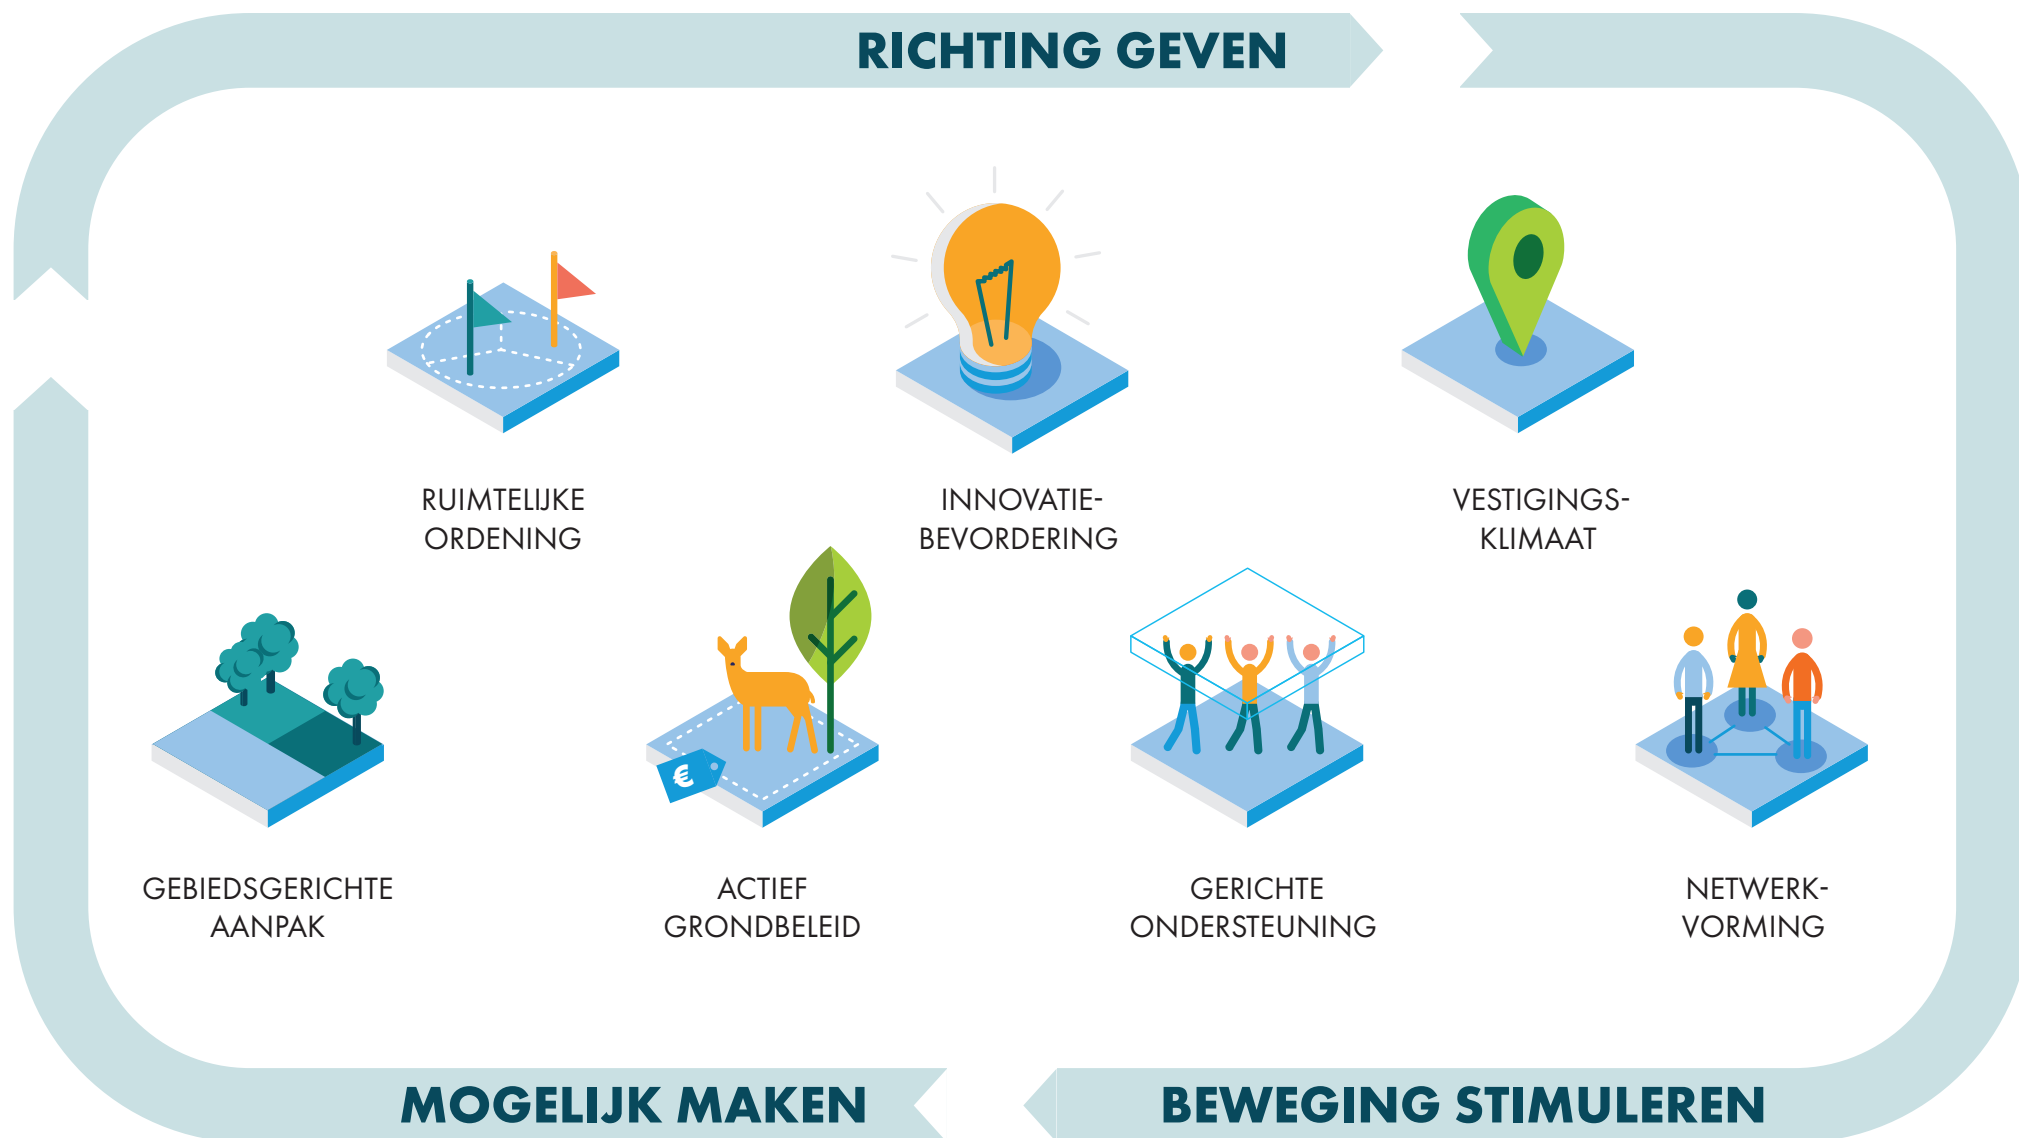 RICHTING GEVEN
RUIMTELIJKE
ORDENING
INNOVATIE-
BEVORDERING
VESTIGINGS-
KLIMAAT
GEBIEDSGERICHTE
AANPAK
ACTIEF
GRONDBELEID
€
GERICHTE
ONDERSTEUNING
NETWERK-
VORMING
MOGELIJK MAKEN
BEWEGING STIMULEREN